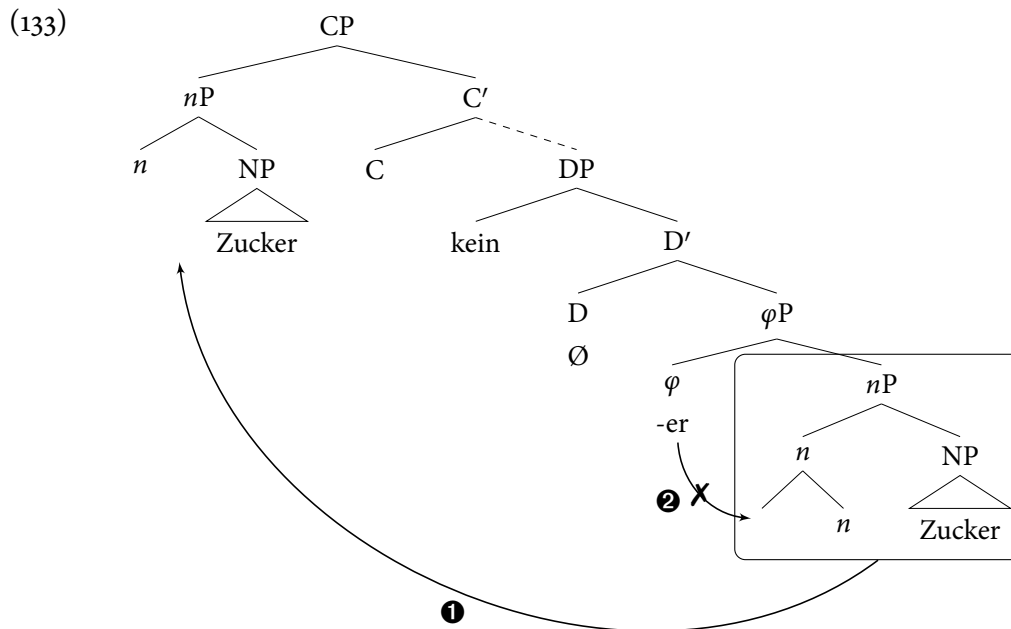 (133)
CP
nP C′
n NP C DP
Zucker kein D′
D φP
Ø φ nP
-er n NP
❷ ✗ n Zucker
❶